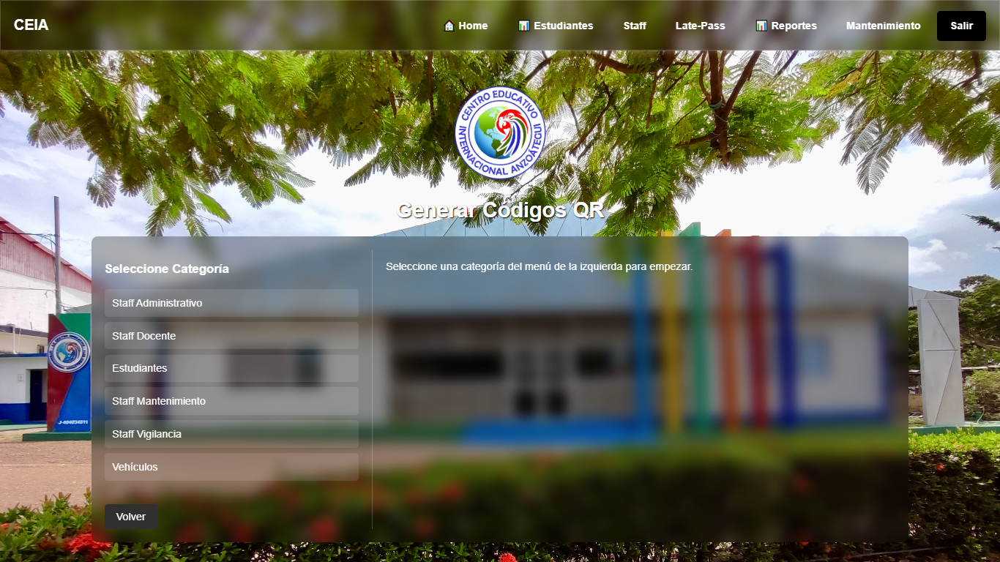 CEIA
Home
Estudiantes
Staff
Late-Pass
Reportes
Mantenimiento
Salir
CENTRO EDUCATIVO
INTERNACIONAL ANZOÁTEGUI
Generar Códigos QR
Seleccione Categoría
Staff Administrativo
Staff Docente
Estudiantes
Staff Mantenimiento
Staff Vigilancia
Vehículos
Volver
Seleccione una categoría del menú de la izquierda para empezar.
J-404034811